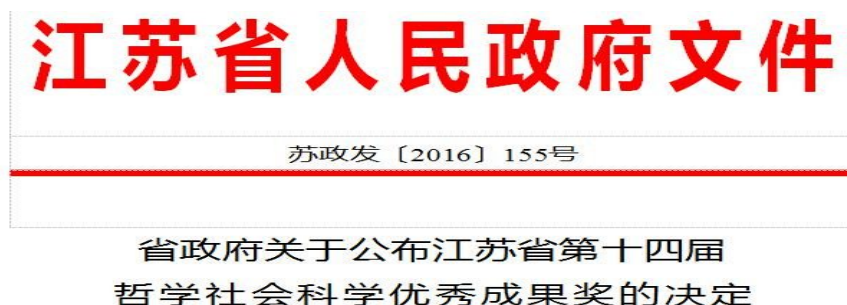 江苏省人民政府文件
苏政发〔2016〕155号
省政府关于公布江苏省第十四届
哲学社会科学优秀成果奖的决定